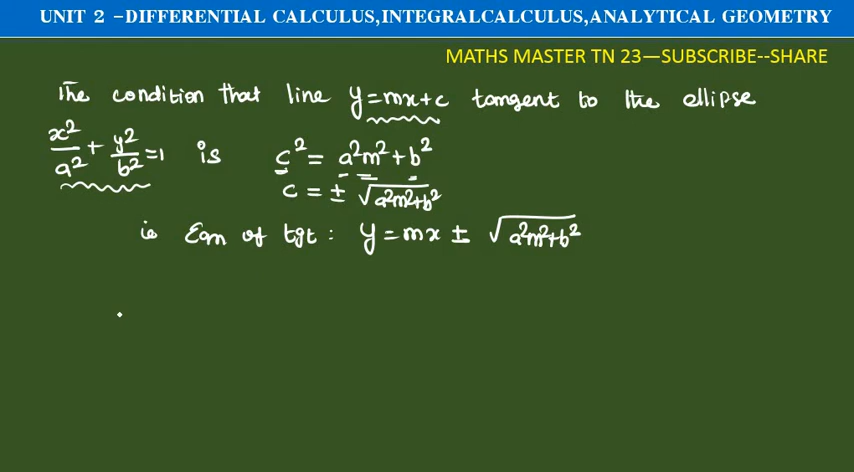 UNIT 2 –DIFFERENTIAL CALCULUS,INTEGRALCALCULUS,ANALYTICAL GEOMETRY
MATHS MASTER TN 23—SUBSCRIBE--SHARE
The condition that line y=mx+c tangent to the ellipse
x²/a² + y²/b² =1 is c² = a²m²+b²
c = ± √a²m²+b²
ie Eqn of tgt : y = mx ± √a²m²+b²